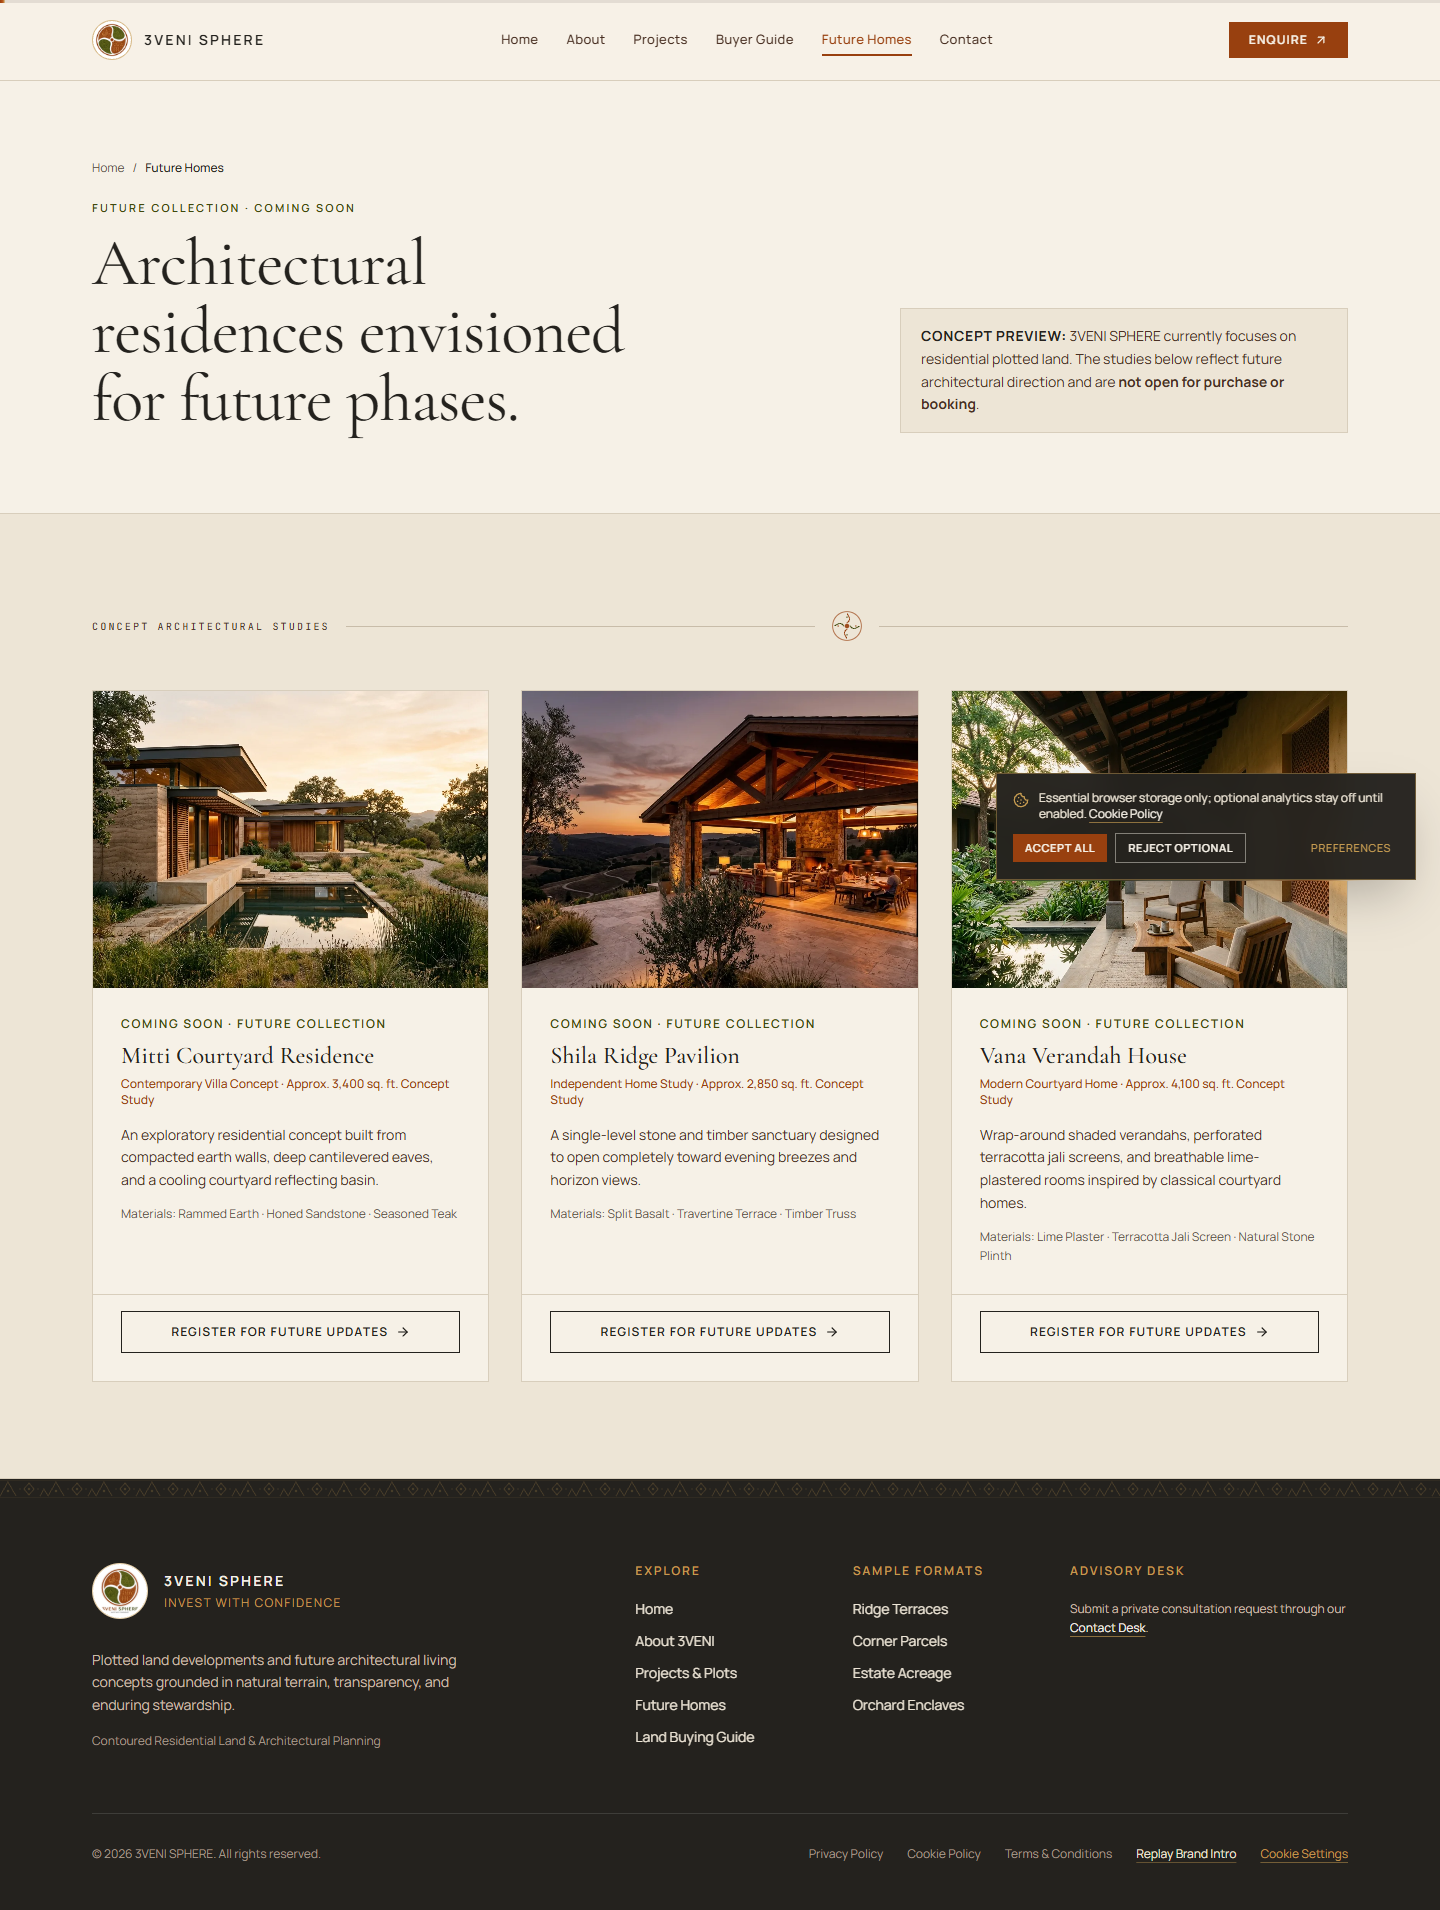 3VENI SPHERE
Home
About
Projects
Buyer Guide
Future Homes
Contact
ENQUIRE
Home / Future Homes
FUTURE COLLECTION · COMING SOON
Architectural
residences envisioned
for future phases.
CONCEPT PREVIEW: 3VENI SPHERE currently focuses on
residential plotted land. The studies below reflect future
architectural direction and are not open for purchase or
booking.
CONCEPT ARCHITECTURAL STUDIES
Essential browser storage only; optional analytics stay off until
enabled. Cookie Policy
ACCEPT ALL
REJECT OPTIONAL
PREFERENCES
COMING SOON · FUTURE COLLECTION
Mitti Courtyard Residence
Contemporary Villa Concept · Approx. 3,400 sq. ft. Concept
Study
An exploratory residential concept built from
compacted earth walls, deep cantilevered eaves,
and a cooling courtyard reflecting basin.
Materials: Rammed Earth · Honed Sandstone · Seasoned Teak
REGISTER FOR FUTURE UPDATES
COMING SOON · FUTURE COLLECTION
Shila Ridge Pavilion
Independent Home Study · Approx. 2,850 sq. ft. Concept
Study
A single-level stone and timber sanctuary designed
to open completely toward evening breezes and
horizon views.
Materials: Split Basalt · Travertine Terrace · Timber Truss
REGISTER FOR FUTURE UPDATES
COMING SOON · FUTURE COLLECTION
Vana Verandah House
Modern Courtyard Home · Approx. 4,100 sq. ft. Concept
Study
Wrap-around shaded verandahs, perforated
terracotta jali screens, and breathable lime-
plastered rooms inspired by classical courtyard
homes.
Materials: Lime Plaster · Terracotta Jali Screen · Natural Stone
Plinth
REGISTER FOR FUTURE UPDATES
3VENI SPHERE
3VENI SPHERE
INVEST WITH CONFIDENCE
Plotted land developments and future architectural living
concepts grounded in natural terrain, transparency, and
enduring stewardship.
Contoured Residential Land & Architectural Planning
EXPLORE
Home
About 3VENI
Projects & Plots
Future Homes
Land Buying Guide
SAMPLE FORMATS
Ridge Terraces
Corner Parcels
Estate Acreage
Orchard Enclaves
ADVISORY DESK
Submit a private consultation request through our
Contact Desk.
© 2026 3VENI SPHERE. All rights reserved.
Privacy Policy
Cookie Policy
Terms & Conditions
Replay Brand Intro
Cookie Settings